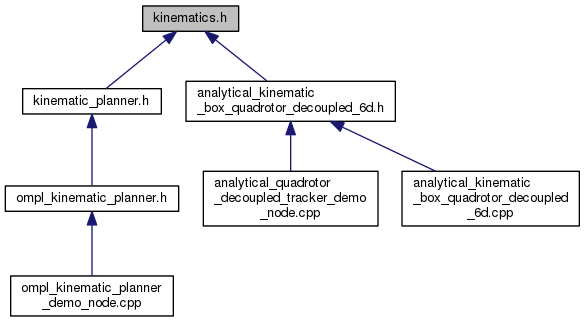 kinematics.h
kinematic_planner.h
analytical_kinematic
_box_quadrotor_decoupled_6d.h
ompl_kinematic_planner.h
analytical_quadrotor
_decoupled_tracker_demo
_node.cpp
analytical_kinematic
_box_quadrotor_decoupled
_6d.cpp
ompl_kinematic_planner
_demo_node.cpp